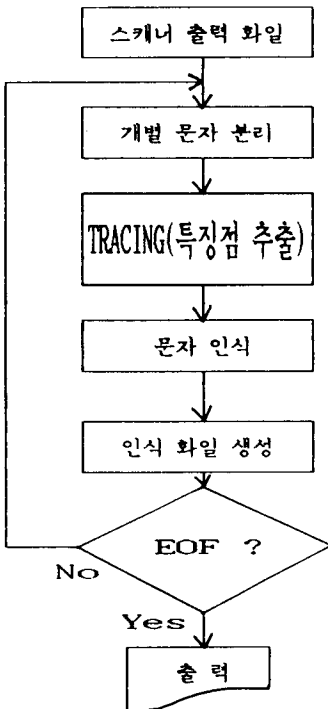 스캐너 출력 화일
개별 문자 분리
TRACING(특징점 추출)
문자 인식
인식 화일 생성
EOF ?
No
Yes
출 력